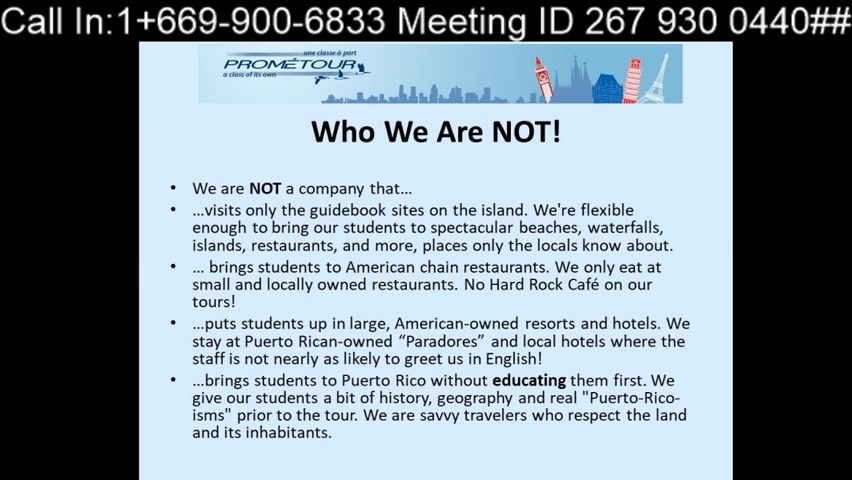 Call In:1+669-900-6833 Meeting ID 267 930 0440##
une classe à part
PROMÉTOUR
a class of its own
Who We Are NOT!
• We are NOT a company that…
• …visits only the guidebook sites on the island. We're flexible
enough to bring our students to spectacular beaches, waterfalls,
islands, restaurants, and more, places only the locals know about.
• … brings students to American chain restaurants. We only eat at
small and locally owned restaurants. No Hard Rock Café on our
tours!
• …puts students up in large, American-owned resorts and hotels. We
stay at Puerto Rican-owned “Paradores” and local hotels where the
staff is not nearly as likely to greet us in English!
• …brings students to Puerto Rico without educating them first. We
give our students a bit of history, geography and real "Puerto-Rico-
isms" prior to the tour. We are savvy travelers who respect the land
and its inhabitants.